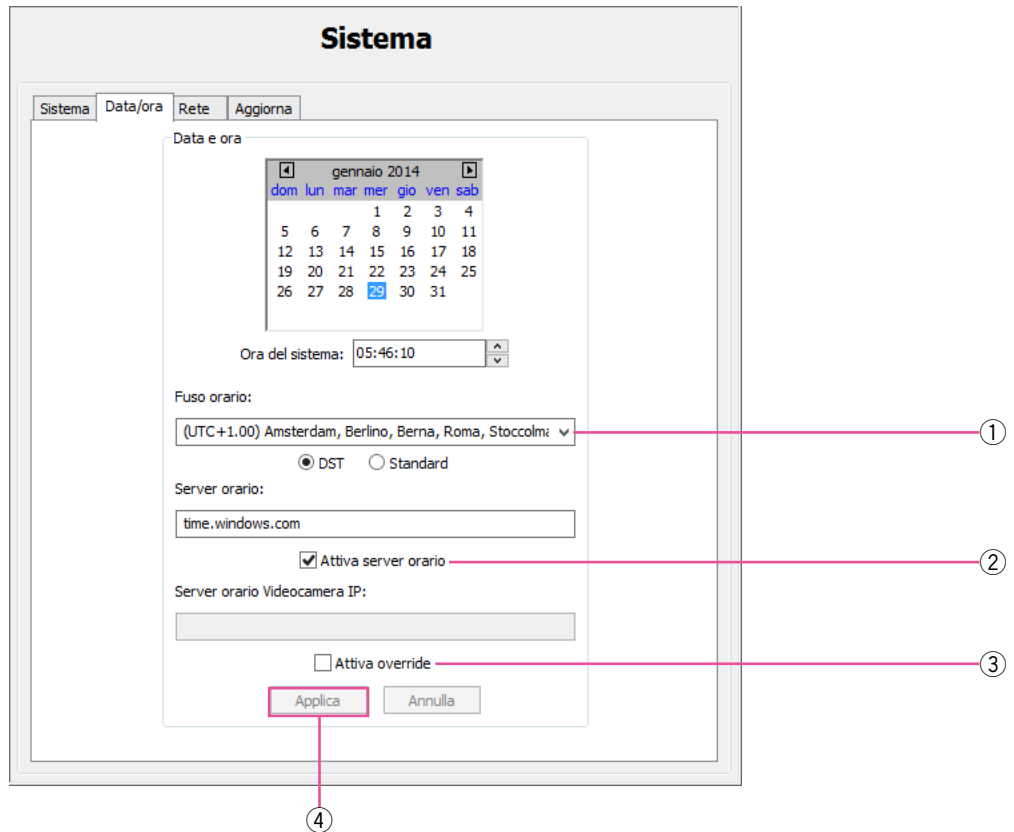 Sistema
Sistema Data/ora Rete Aggiorna
Data e ora
gennaio 2014
dom lun mar mer gio ven sab
1 2 3 4
5 6 7 8 9 10 11
12 13 14 15 16 17 18
19 20 21 22 23 24 25
26 27 28 29 30 31
Ora del sistema: 05:46:10
Fuso orario:
(UTC+1.00) Amsterdam, Berlino, Berna, Roma, Stoccolma
①
DST Standard
Server orario:
time.windows.com
Attiva server orario
②
Server orario Videocamera IP:
Attiva override
③
Applica Annulla
④